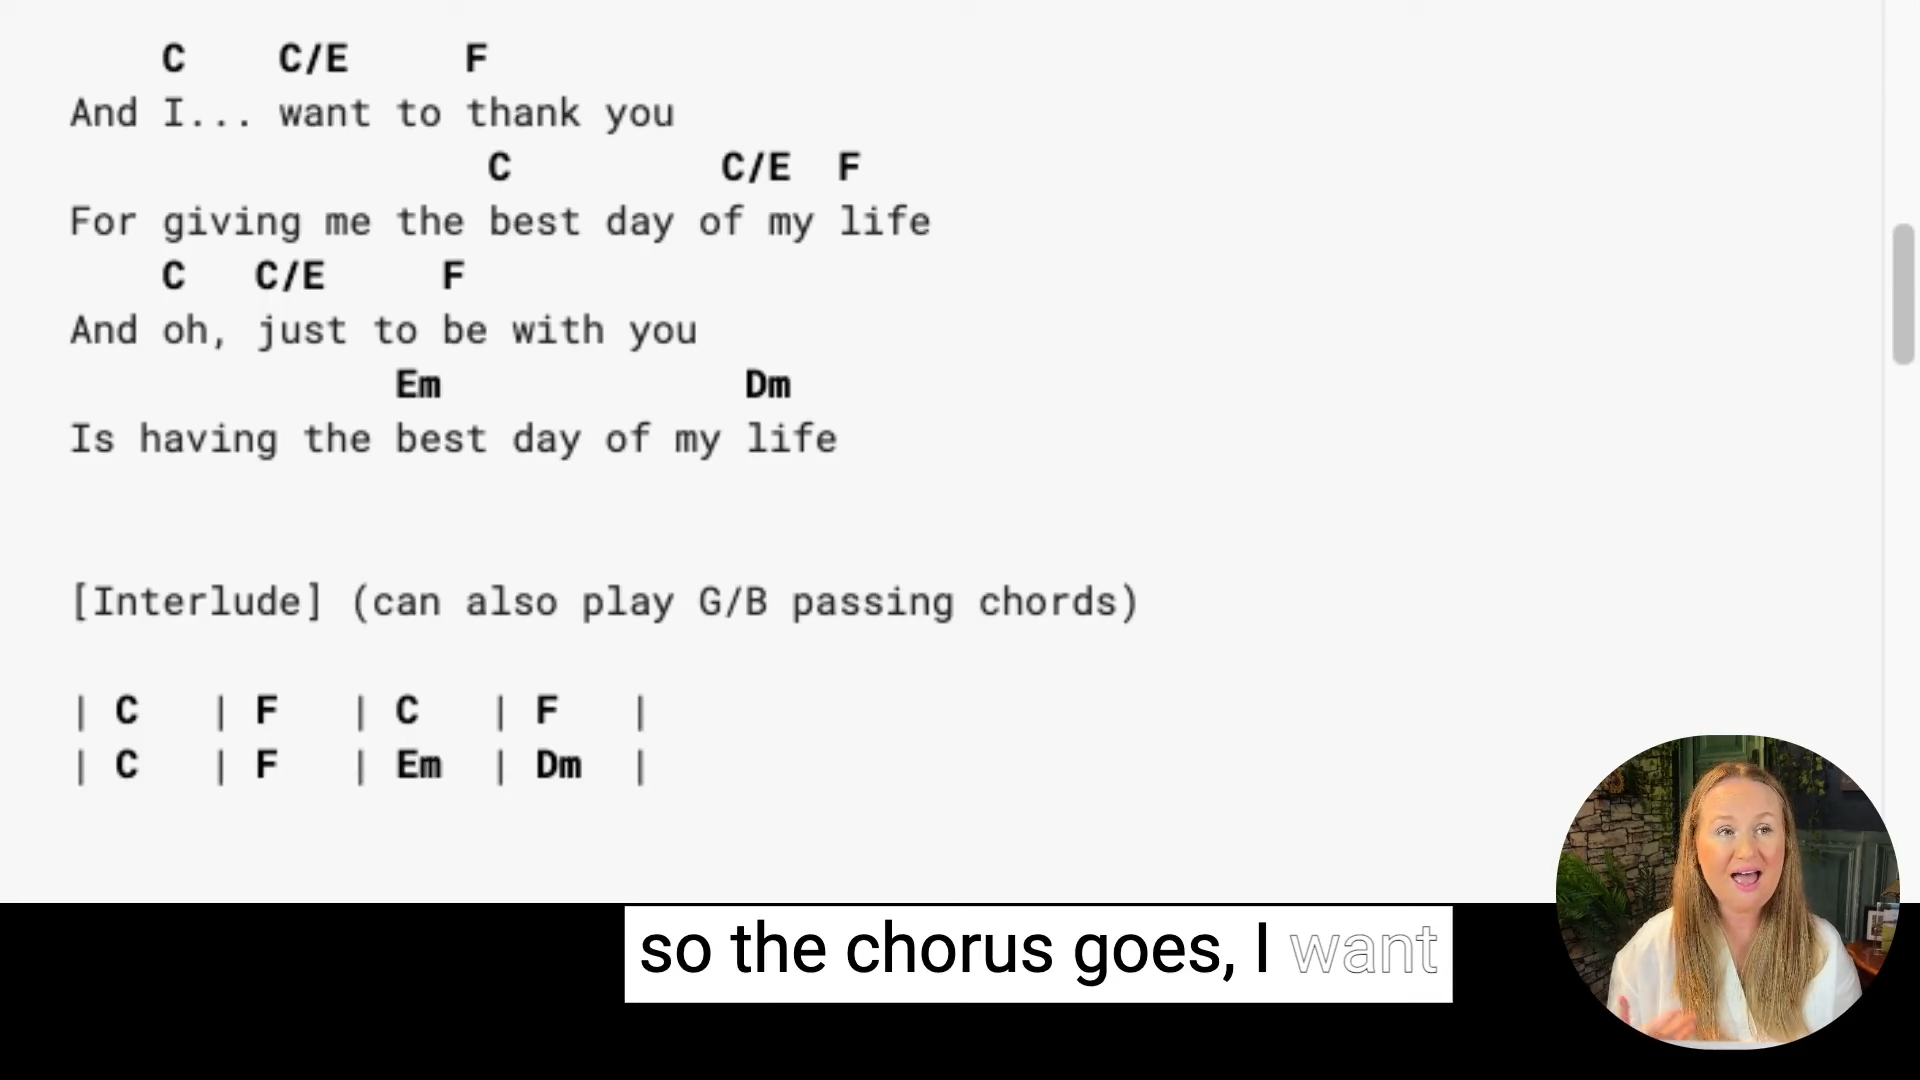 C C/E F
And I... want to thank you
C C/E F
For giving me the best day of my life
C C/E F
And oh, just to be with you
Em Dm
Is having the best day of my life
[Interlude] (can also play G/B passing chords)
| C | F | C | F |
| C | F | Em | Dm |
so the chorus goes, I want